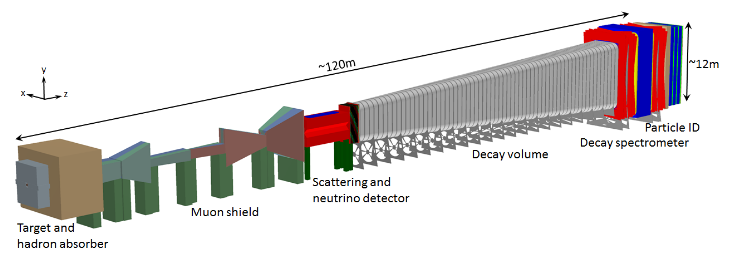 ~120m
y
x
z
~12m
Particle ID
Decay spectrometer
Decay volume
Scattering and
neutrino detector
Muon shield
Target and
hadron absorber